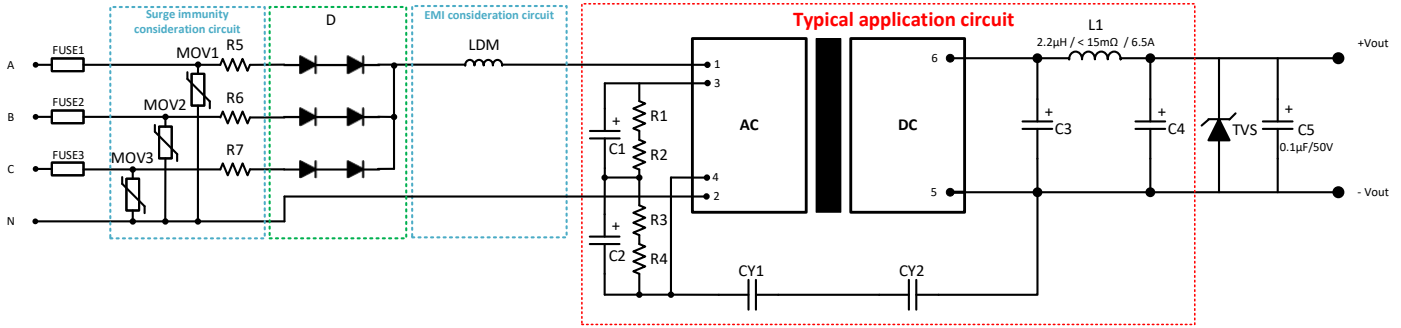 Surge immunity
consideration circuit
D
EMI consideration circuit
Typical application circuit
L1
2.2µH / < 15mΩ / 6.5A
FUSE1
MOV1
R5
LDM
A
1
6
+Vout
3
FUSE2
MOV2
R6
R1
B
AC
DC
C1
C3
C4
TVS
C5
0.1µF/50V
R2
FUSE3
MOV3
R7
C
4
2
5
- Vout
N
R3
C2
R4
CY1
CY2
+
+
+
+
+